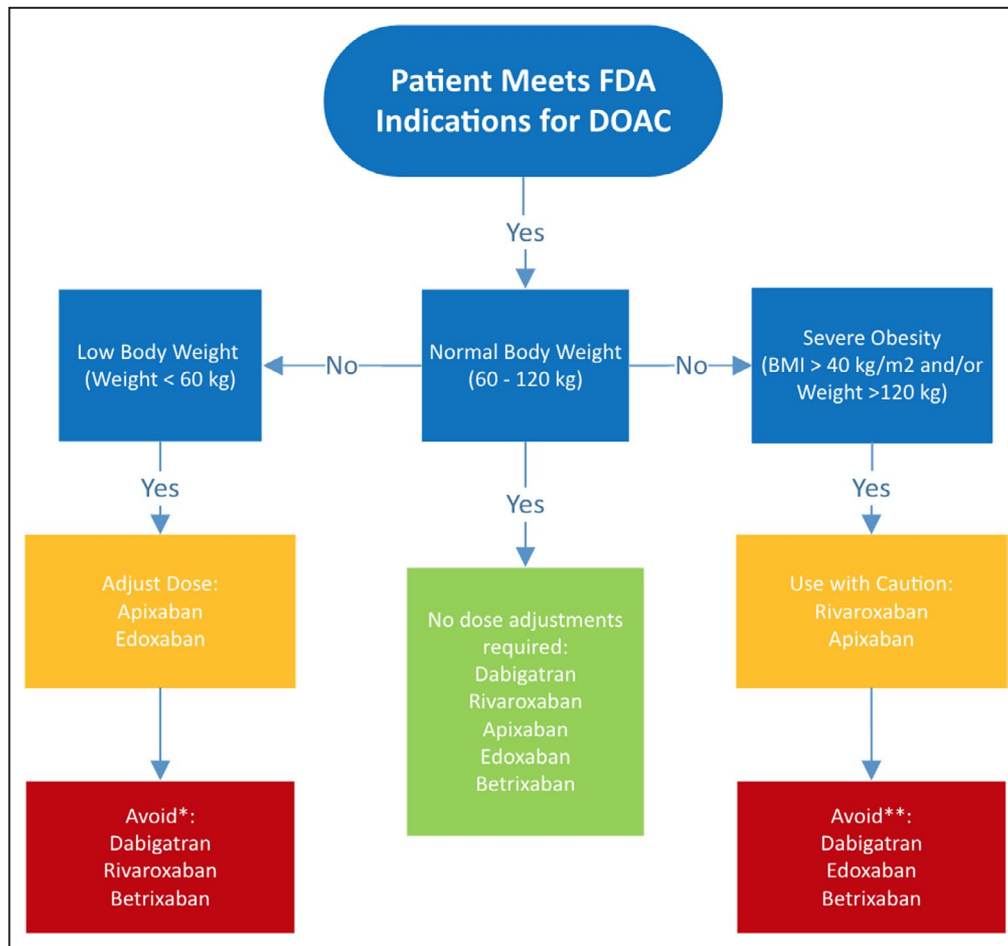 Patient Meets FDA
Indications for DOAC
Yes
Low Body Weight
(Weight < 60 kg)
No
Normal Body Weight
(60 - 120 kg)
No
Severe Obesity
(BMI > 40 kg/m2 and/or
Weight >120 kg)
Yes
Yes
Yes
Adjust Dose:
Apixaban
Edoxaban
No dose adjustments
required:
Dabigatran
Rivaroxaban
Apixaban
Edoxaban
Betrixaban
Use with Caution:
Rivaroxaban
Apixaban
Avoid*:
Dabigatran
Rivaroxaban
Betrixaban
Avoid**:
Dabigatran
Edoxaban
Betrixaban